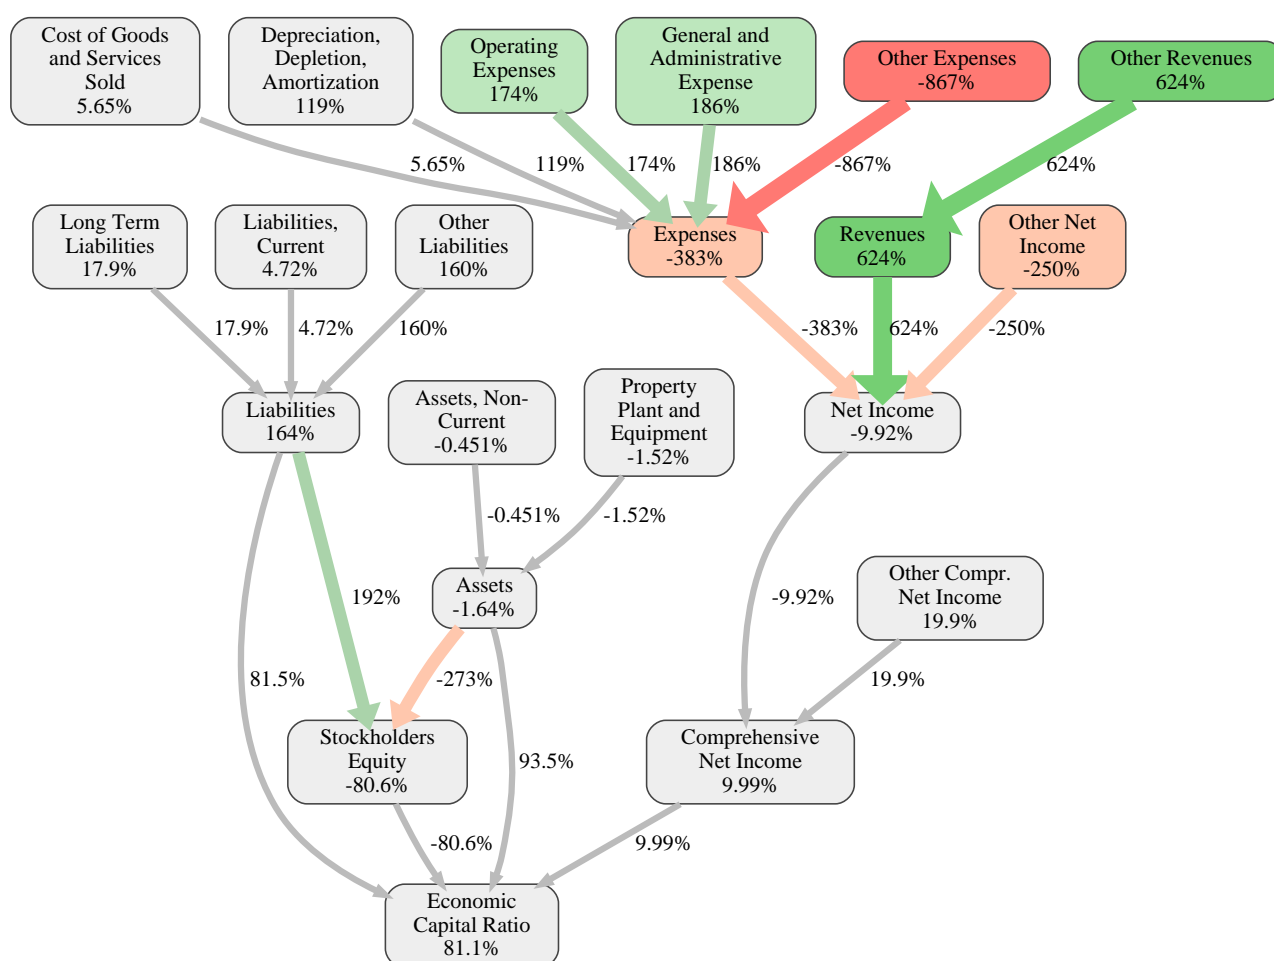 Cost of Goods
and Services
Sold
5.65%
Depreciation,
Depletion,
Amortization
119%
Operating
Expenses
174%
General and
Administrative
Expense
186%
Other Expenses
-867%
Other Revenues
624%
5.65%
119%
174%
186%
-867%
624%
Long Term
Liabilities
17.9%
Liabilities,
Current
4.72%
Other
Liabilities
160%
Expenses
-383%
Revenues
624%
Other Net
Income
-250%
17.9%
4.72%
160%
-383%
624%
-250%
Liabilities
164%
Assets, Non-
Current
-0.451%
Property
Plant and
Equipment
-1.52%
Net Income
-9.92%
-0.451%
-1.52%
Assets
-1.64%
192%
-9.92%
Other Compr.
Net Income
19.9%
81.5%
-273%
19.9%
Stockholders
Equity
-80.6%
93.5%
Comprehensive
Net Income
9.99%
-80.6%
9.99%
Economic
Capital Ratio
81.1%